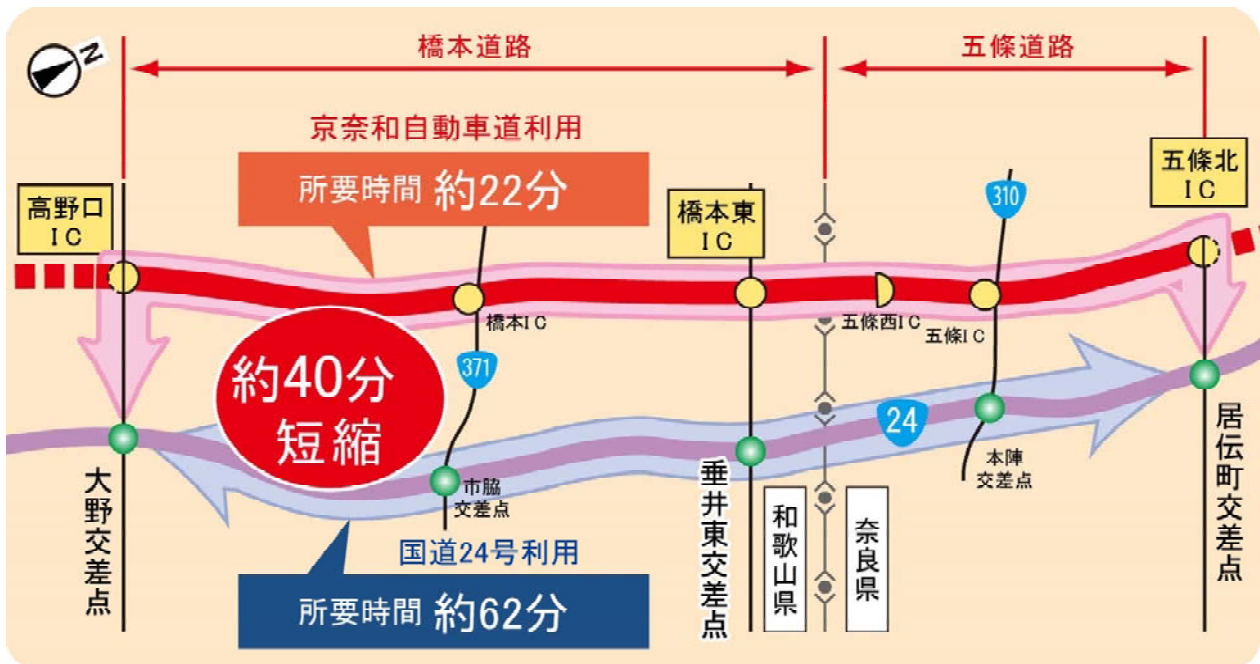 N
橋本道路
五條道路
京奈和自動車道利用
所要時間 約22分
高野口
IC
橋本東
IC
五條北
IC
310
橋本IC
五條西IC
五條IC
371
約40分
短縮
24
大野交差点
市脇
交差点
垂井東交差点
和歌山県
奈良県
本陣
交差点
居伝町交差点
国道24号利用
所要時間 約62分